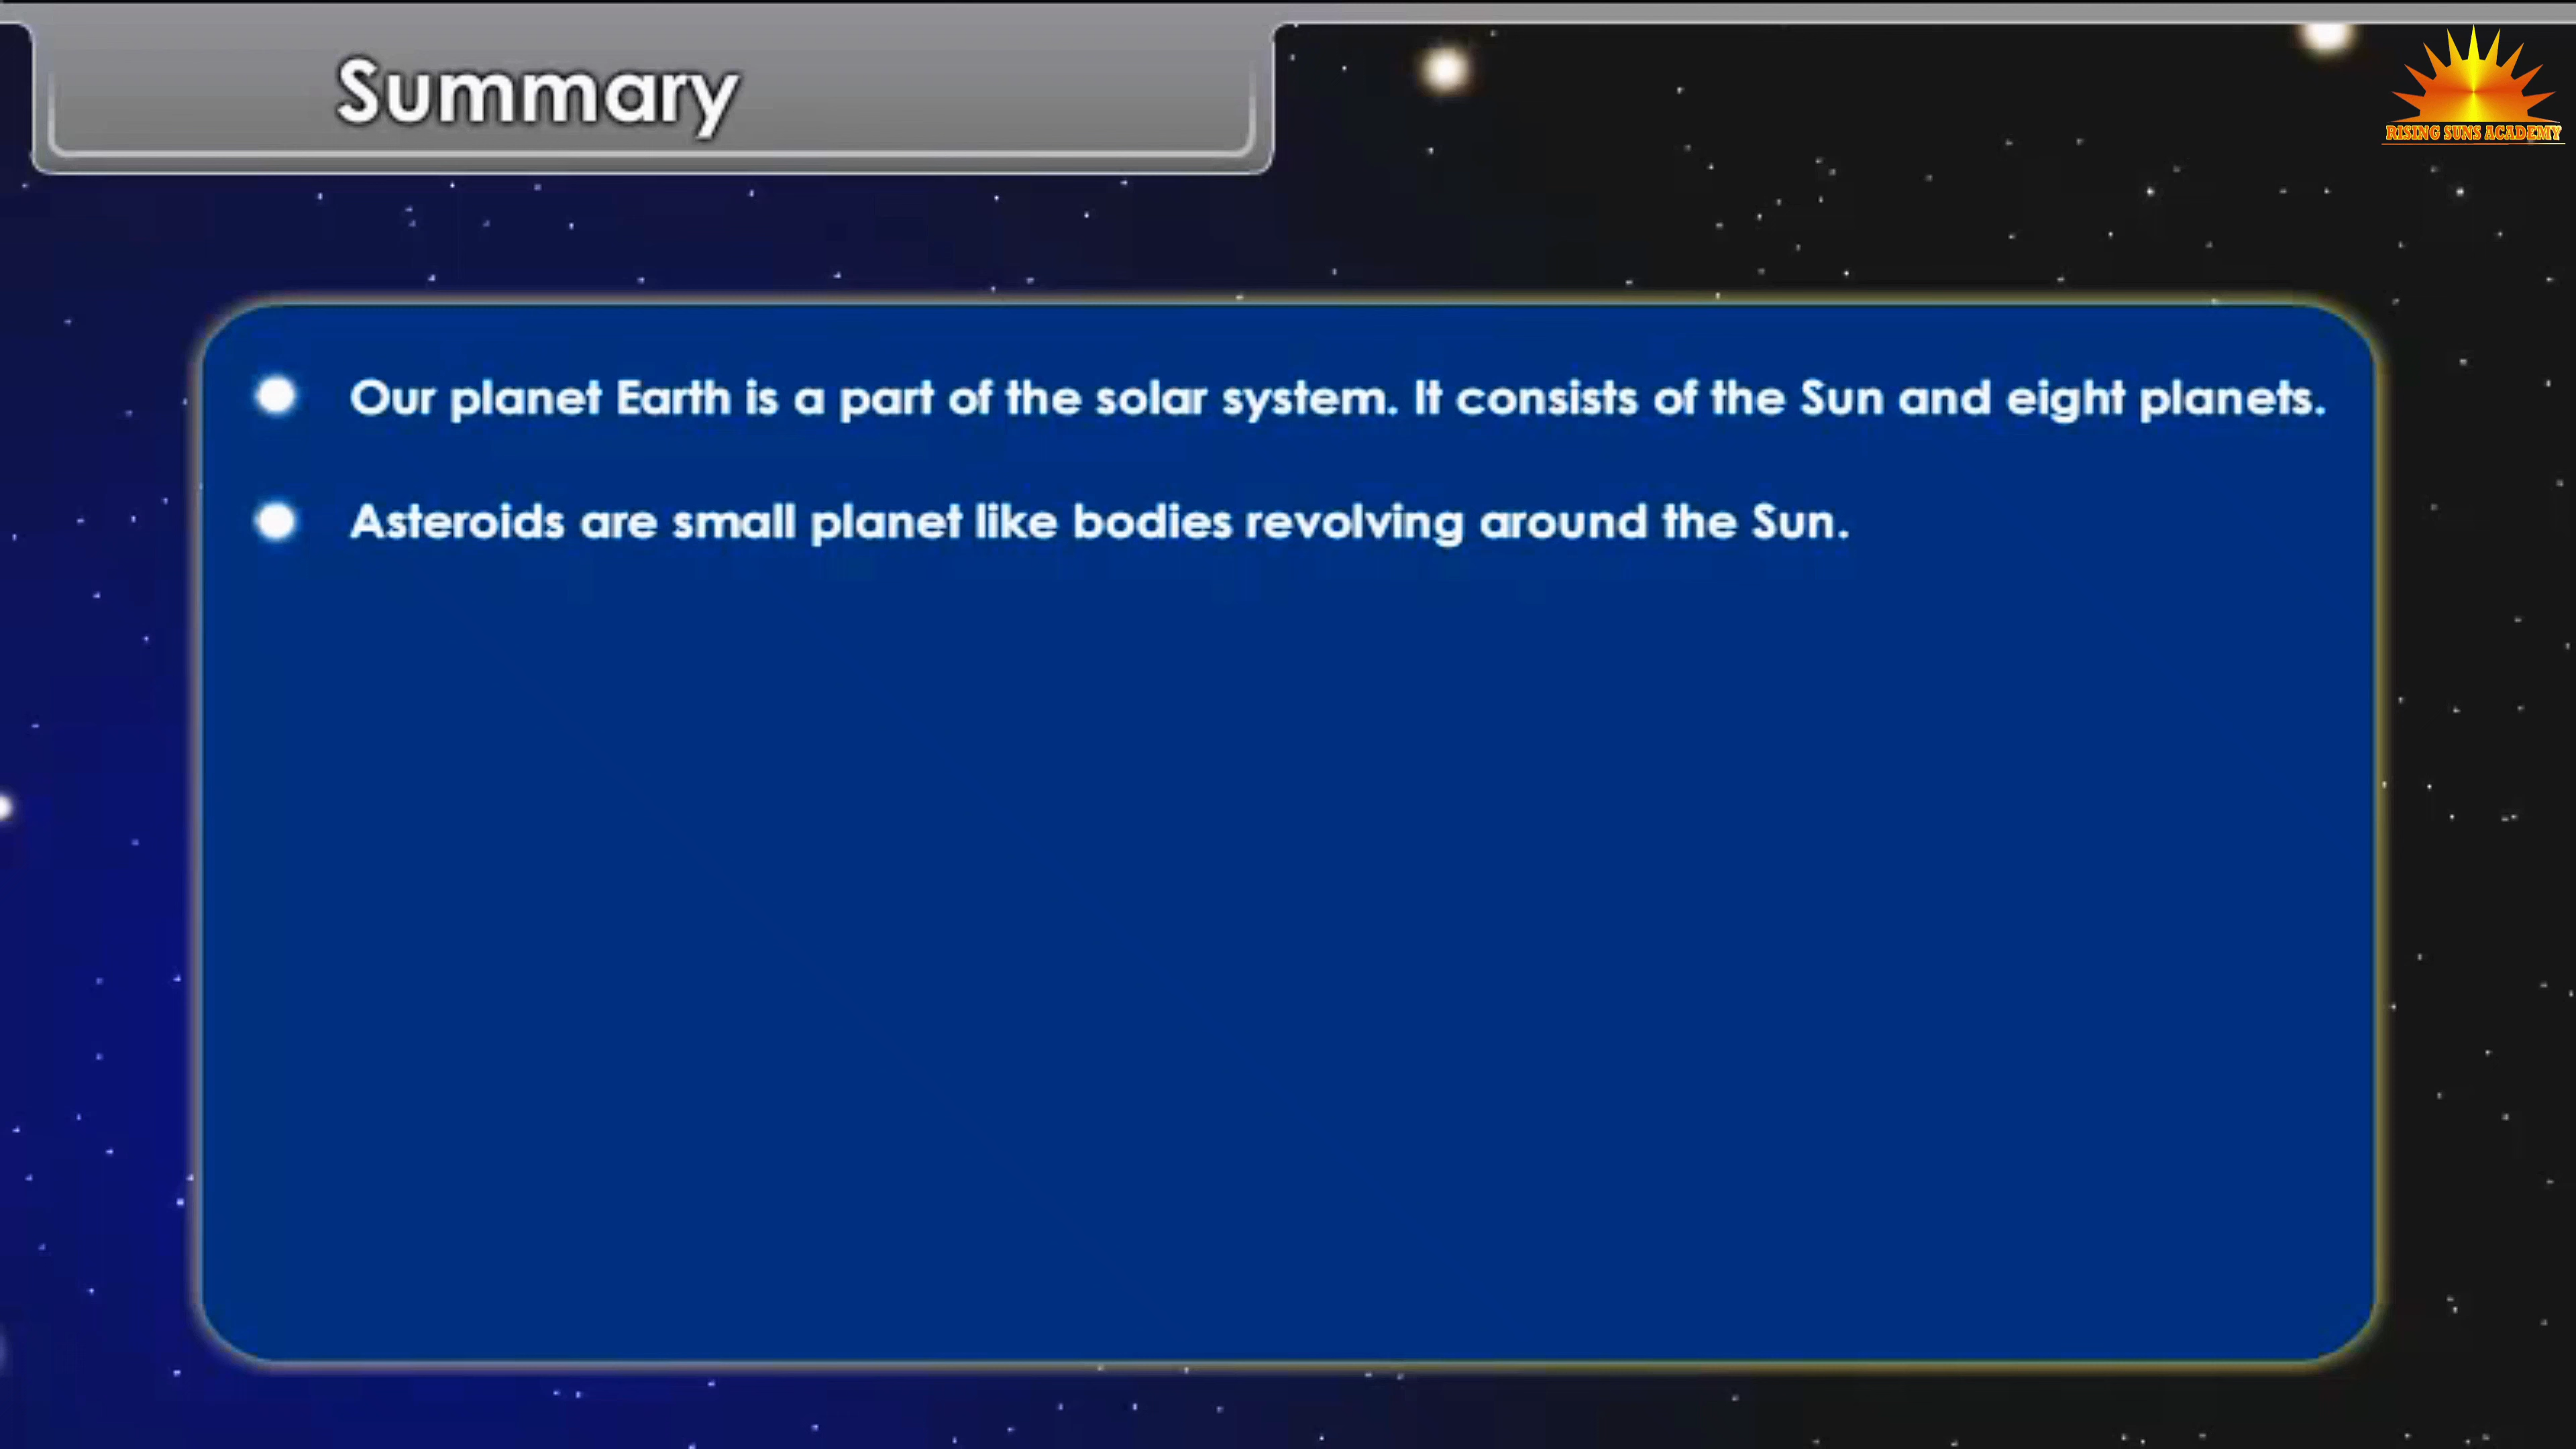 Summary
RISING SUNS ACADEMY
Our planet Earth is a part of the solar system. It consists of the Sun and eight planets.
Asteroids are small planet like bodies revolving around the Sun.